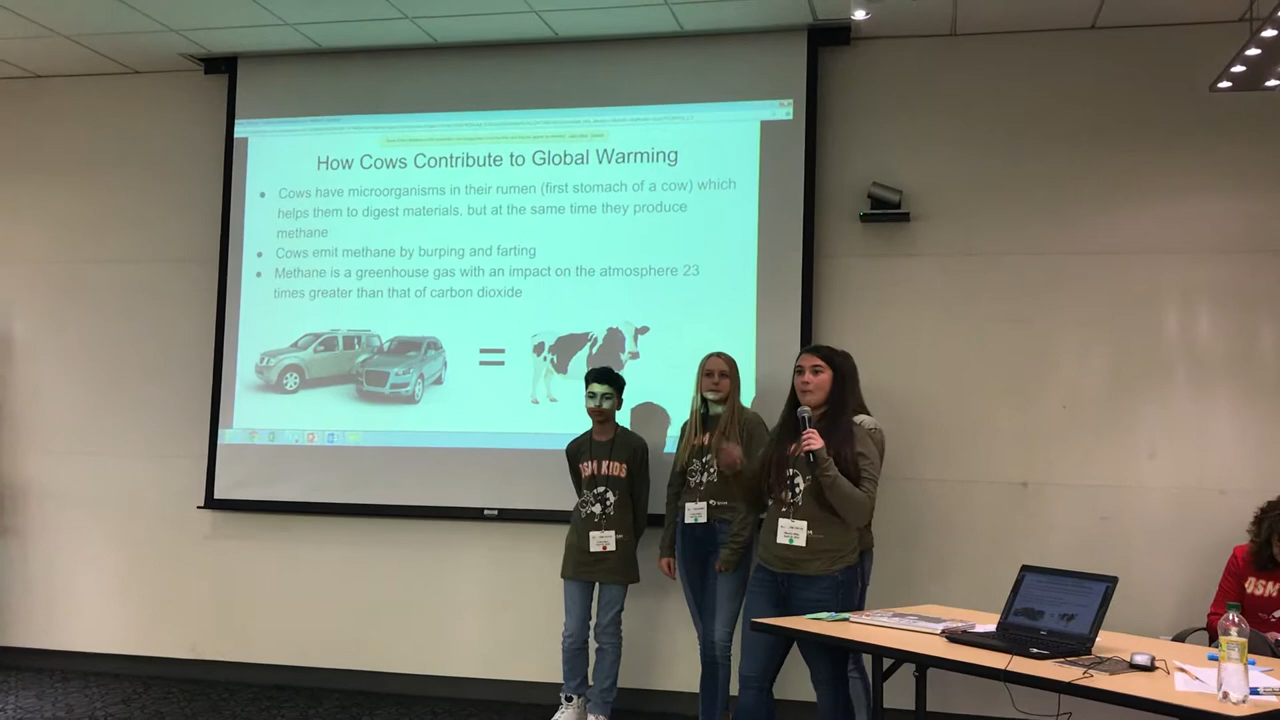 How Cows Contribute to Global Warming
● Cows have microorganisms in their rumen (first stomach of a cow) which
helps them to digest materials, but at the same time they produce
methane
● Cows emit methane by burping and farting
● Methane is a greenhouse gas with an impact on the atmosphere 23
times greater than that of carbon dioxide
=
DSM KIDS
DSM